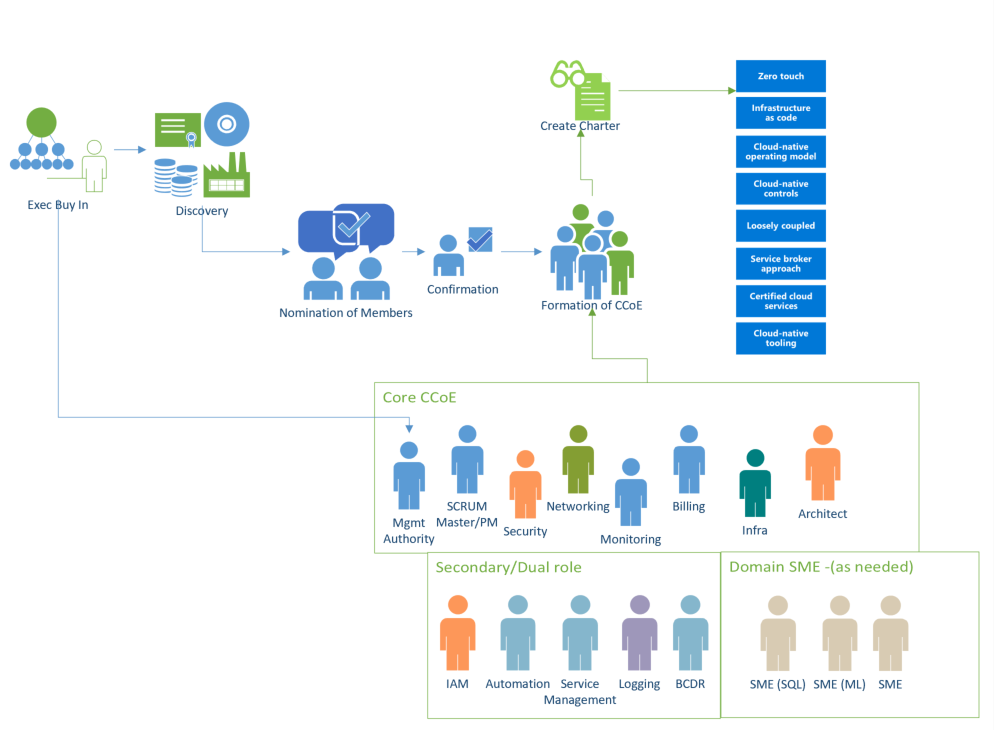 Exec Buy In
Discovery
Nomination of Members
Confirmation
Formation of CCoE
Create Charter
Zero touch
Infrastructure
as code
Cloud-native
operating model
Cloud-native
controls
Loosely coupled
Service broker
approach
Certified cloud
services
Cloud-native
tooling
Core CCoE
Mgmt
Authority
SCRUM
Master/PM
Security
Networking
Monitoring
Billing
Infra
Architect
Secondary/Dual role
IAM
Automation
Service
Management
Logging
BCDR
Domain SME -(as needed)
SME (SQL)
SME (ML)
SME